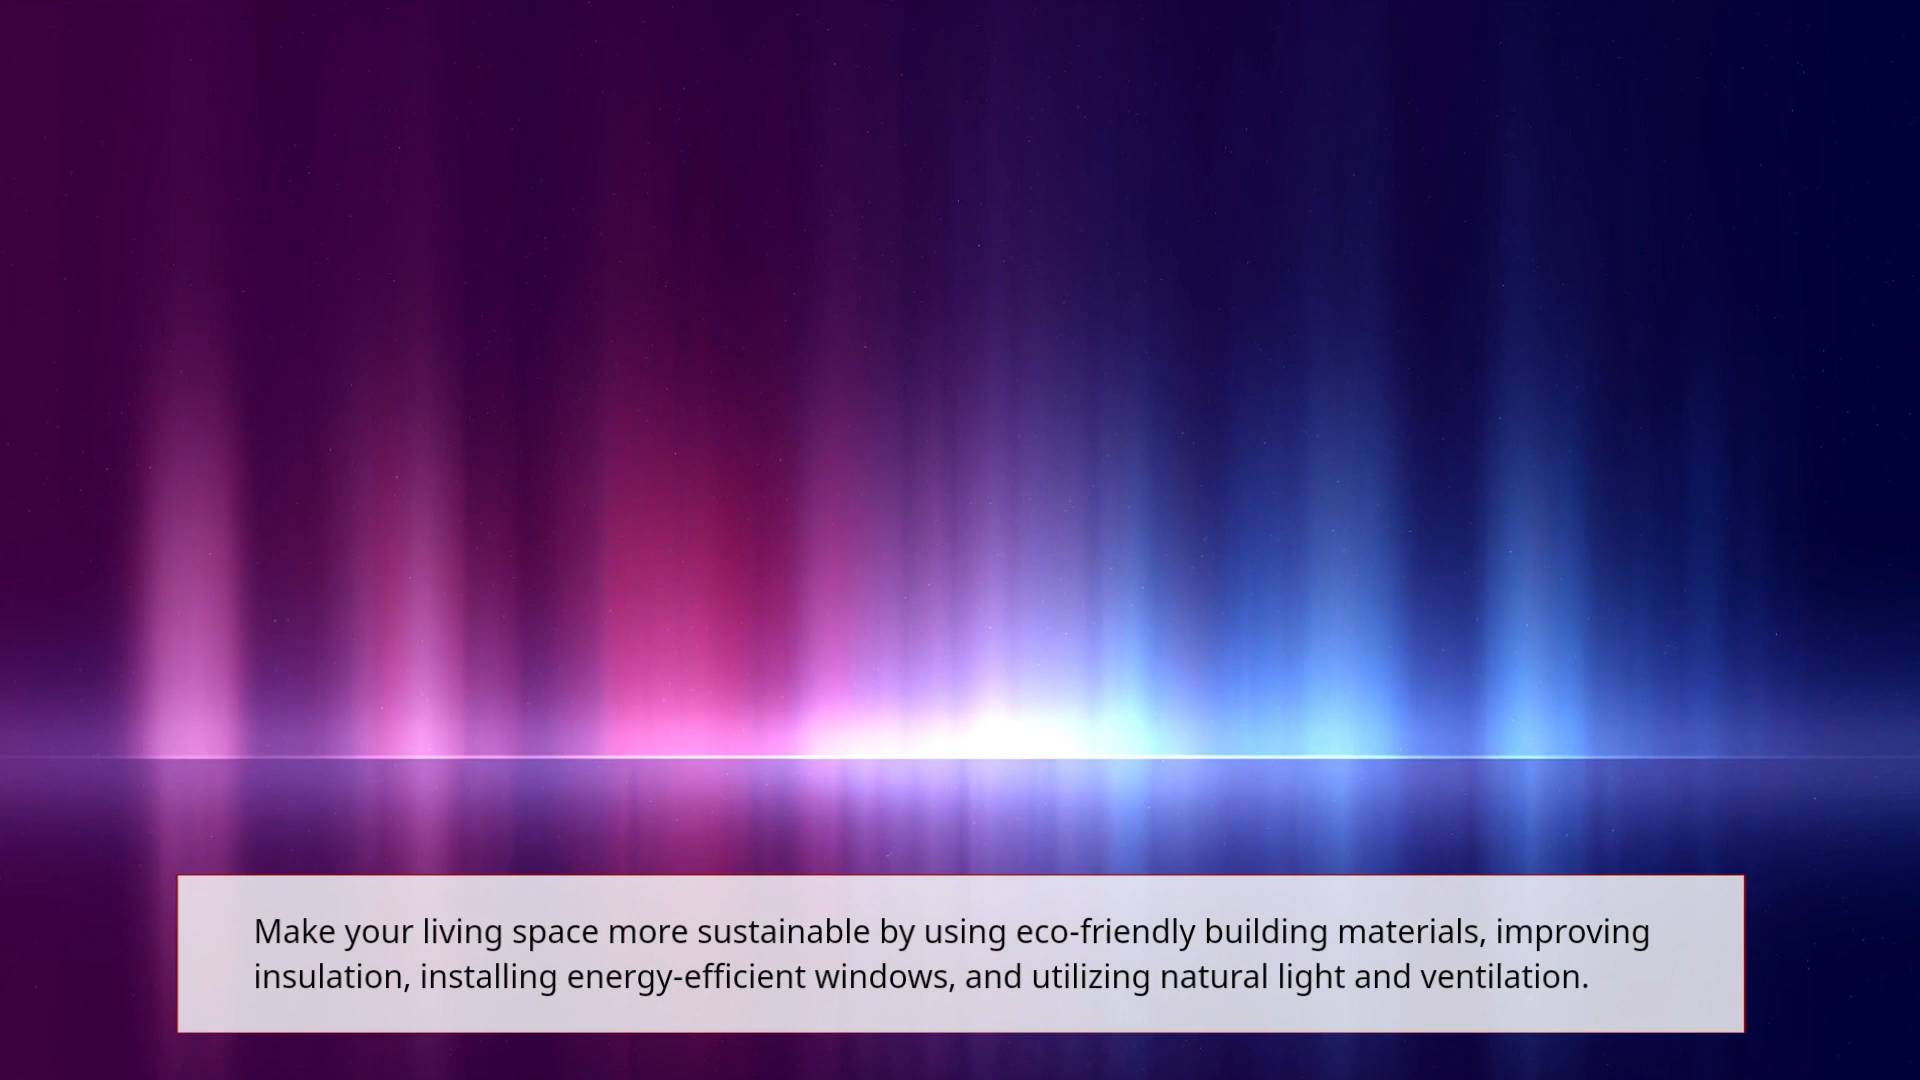 Make your living space more sustainable by using eco-friendly building materials, improving
insulation, installing energy-efficient windows, and utilizing natural light and ventilation.